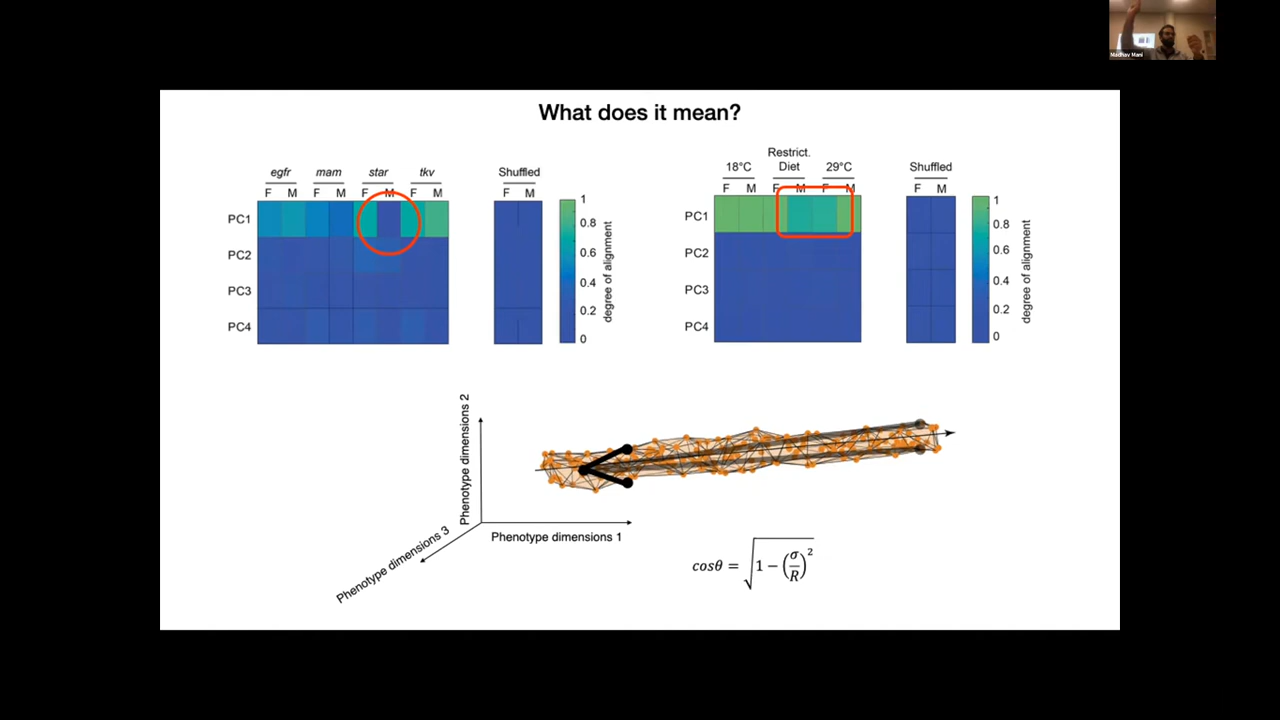 Madhav Mani
What does it mean?
egfr mam star tkv
F M F M F M F M
PC1
PC2
PC3
PC4
Shuffled
F M
1
0.8
0.6
0.4
0.2
0
degree of alignment
18°C Restrict. Diet 29°C
F M F M F M
PC1
PC2
PC3
PC4
Shuffled
F M
1
0.8
0.6
0.4
0.2
0
degree of alignment
Phenotype dimensions 2
Phenotype dimensions 1
Phenotype dimensions 3
cosθ = √1 − (σ/R)²